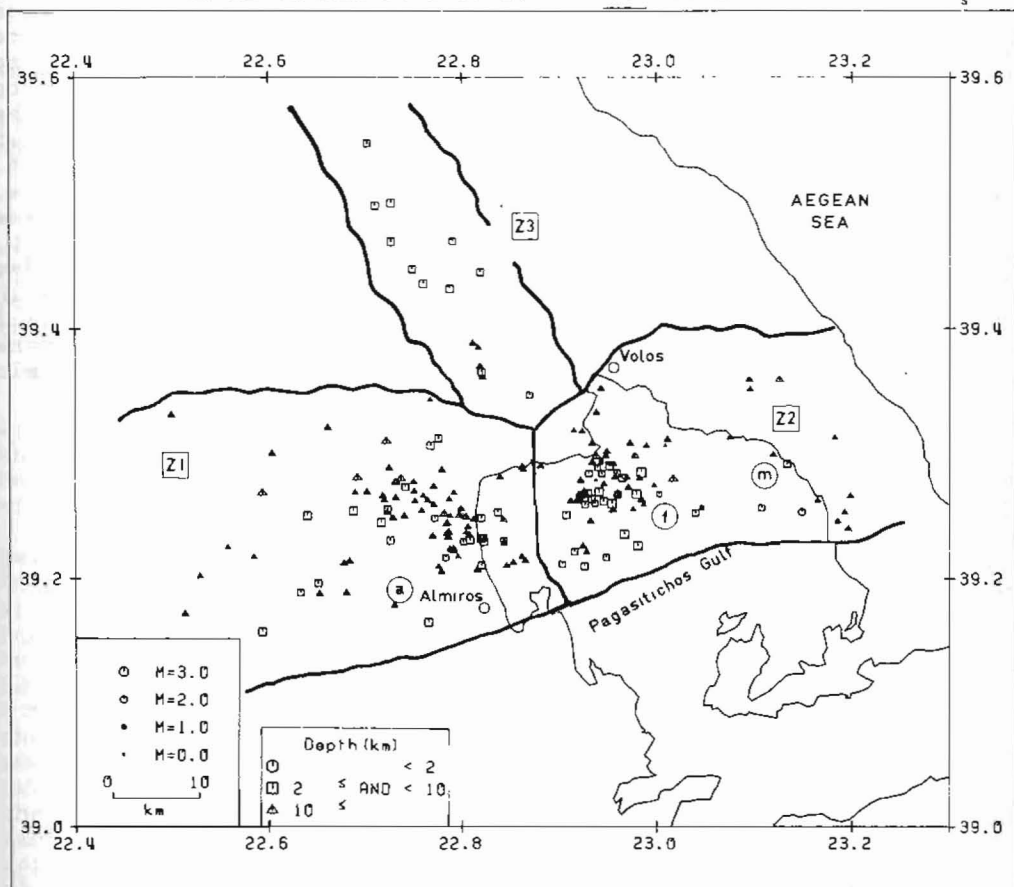 s
22.4 22.6 22.8 23.0 23.2
39.6 39.6
AEGEAN
SEA
Z3
39.4 39.4
Volos
Z2
Z1
m
f
39.2 39.2
a Almiros
Pagasitichos Gulf
M=3.0
M=2.0
M=1.0
M=0.0
0 10
km
Depth (km)
< 2
2 ≤ AND < 10
10 ≤
39.0 39.0
22.4 22.6 22.8 23.0 23.2